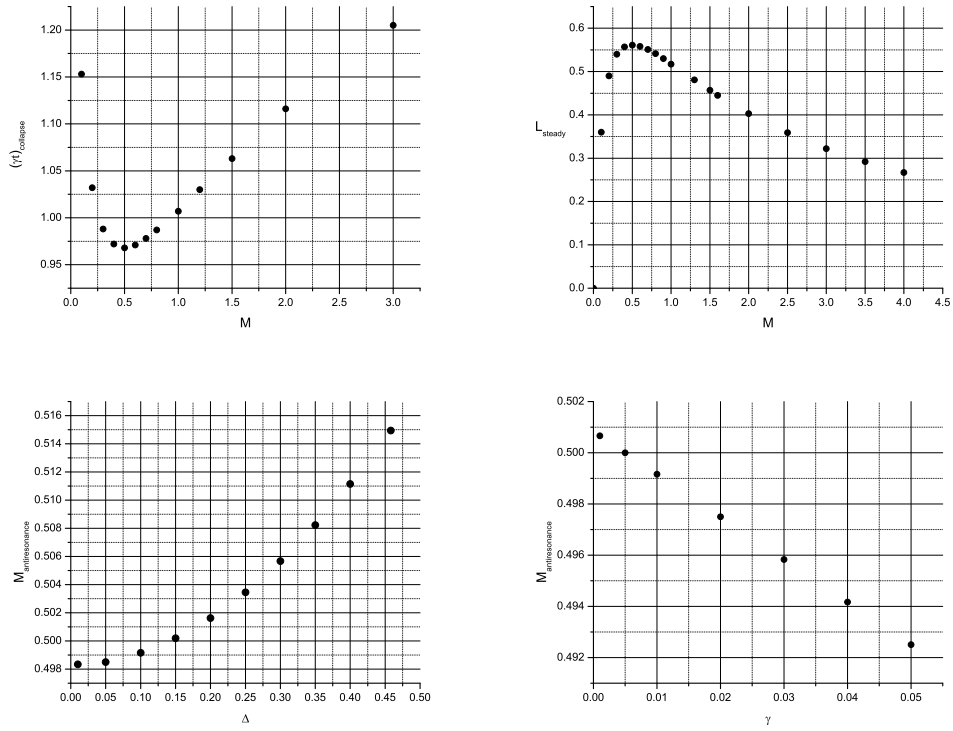 1.20
1.15
1.10
1.05
1.00
0.95
(γt)collapse
0.0 0.5 1.0 1.5 2.0 2.5 3.0
M
0.6
0.5
0.4
0.3
0.2
0.1
0.0
Lsteady
0.0 0.5 1.0 1.5 2.0 2.5 3.0 3.5 4.0 4.5
M
0.516
0.514
0.512
0.510
0.508
0.506
0.504
0.502
0.500
0.498
Mantiresonance
0.00 0.05 0.10 0.15 0.20 0.25 0.30 0.35 0.40 0.45 0.50
Δ
0.502
0.500
0.498
0.496
0.494
0.492
Mantiresonance
0.00 0.01 0.02 0.03 0.04 0.05
γ